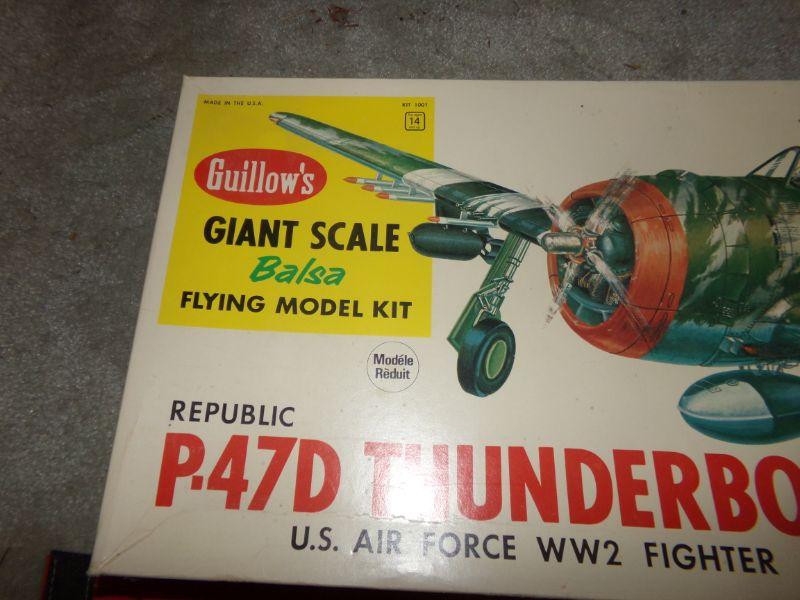 MADE IN THE U.S.A.
KIT 1001
14
Guillow's
GIANT SCALE
Balsa
FLYING MODEL KIT
Modéle
Rèduit
REPUBLIC
P-47D THUNDERBO
U.S. AIR FORCE WW2 FIGHTER